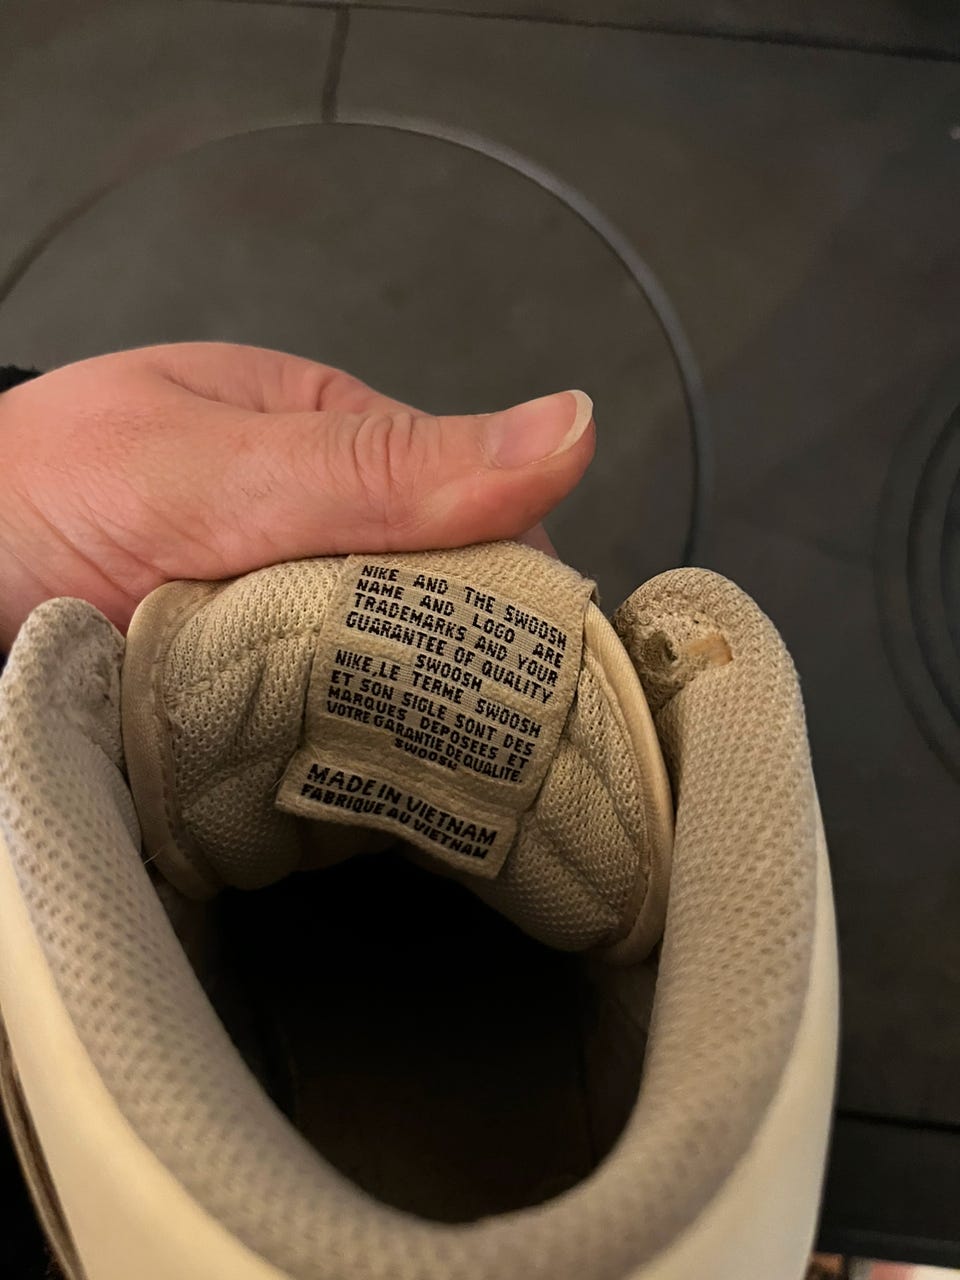 NIKE AND THE SWOOSH
NAME AND LOGO ARE
TRADEMARKS AND YOUR
GUARANTEE OF QUALITY
SWOOSH
NIKE,LE TERME SWOOSH
ET SON SIGLE SONT DES
MARQUES DEPOSEES ET
VOTRE GARANTIE DE QUALITE.
SWOOSH
MADE IN VIETNAM
FABRIQUE AU VIETNAM